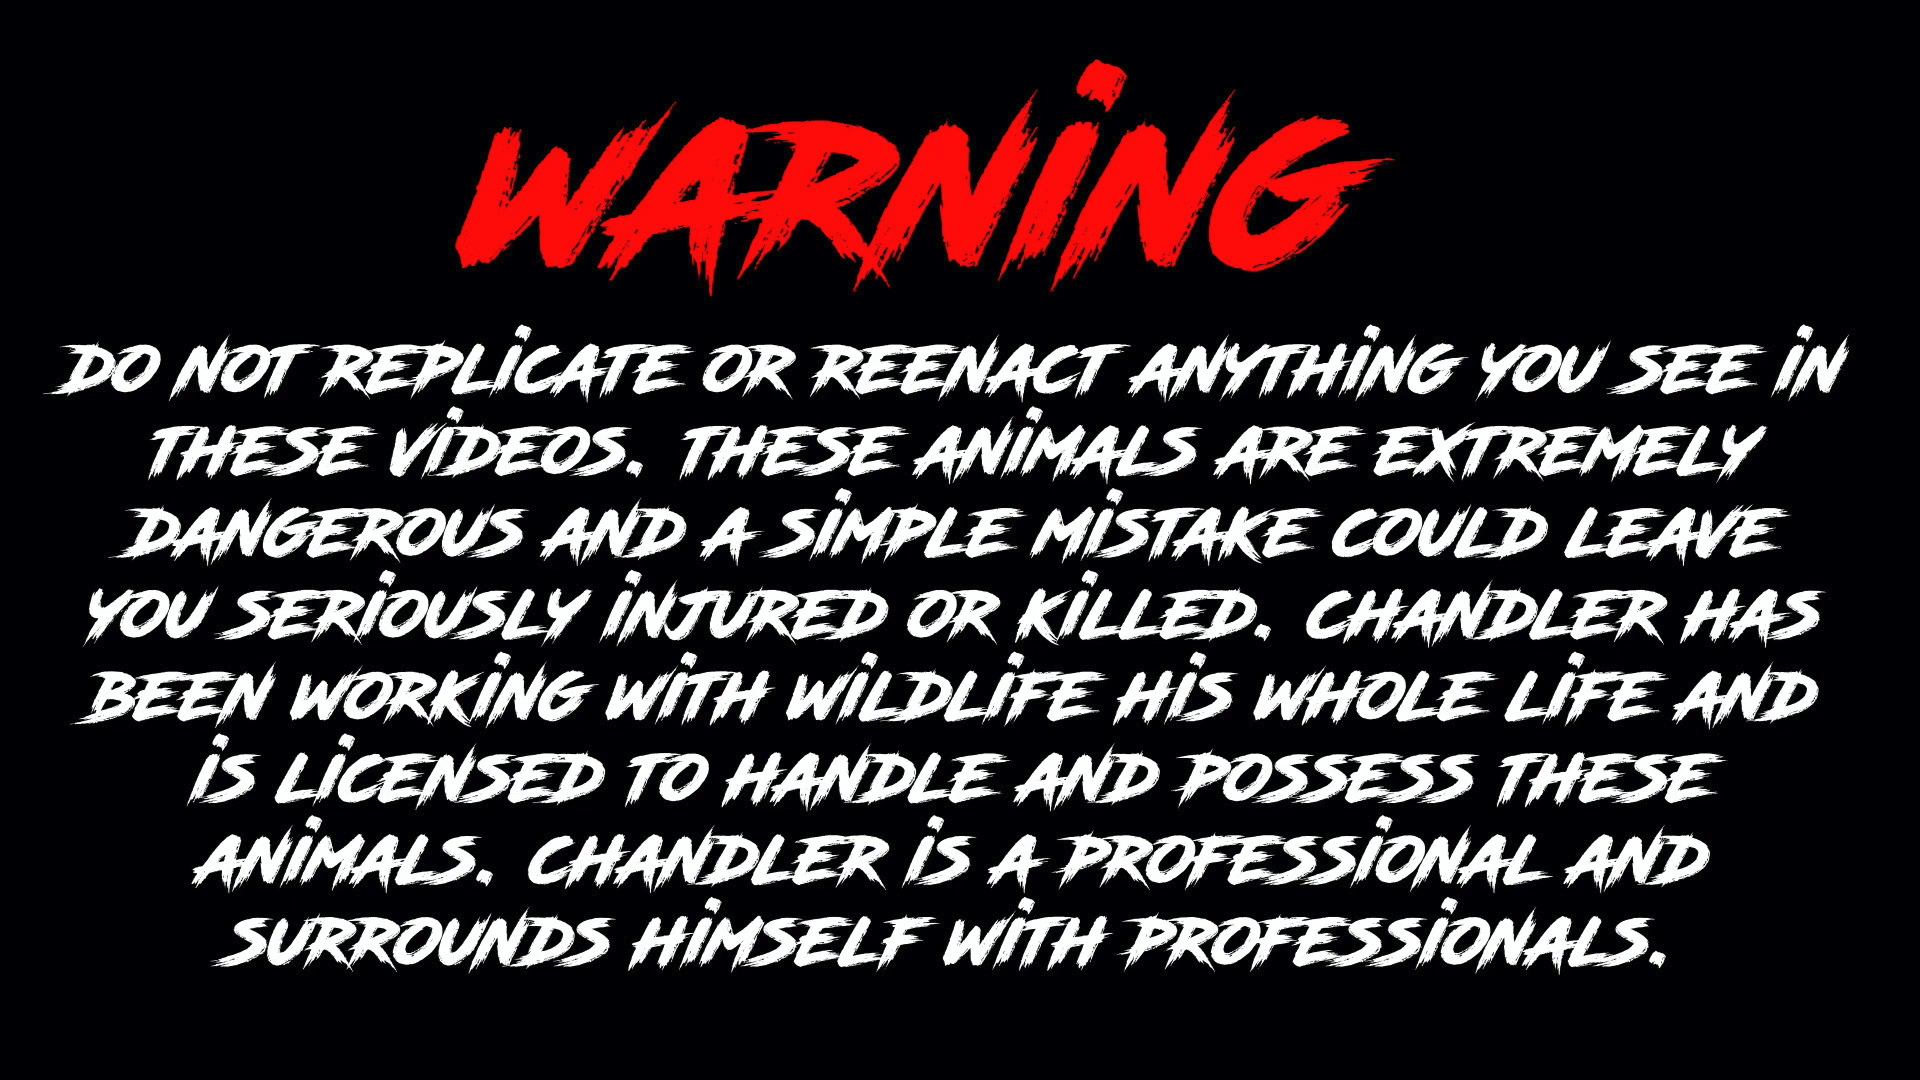 WARNING
DO NOT REPLICATE OR REENACT ANYTHING YOU SEE IN
THESE VIDEOS. THESE ANIMALS ARE EXTREMELY
DANGEROUS AND A SIMPLE MISTAKE COULD LEAVE
YOU SERIOUSLY INJURED OR KILLED. CHANDLER HAS
BEEN WORKING WITH WILDLIFE HIS WHOLE LIFE AND
IS LICENSED TO HANDLE AND POSSESS THESE
ANIMALS. CHANDLER IS A PROFESSIONAL AND
SURROUNDS HIMSELF WITH PROFESSIONALS.